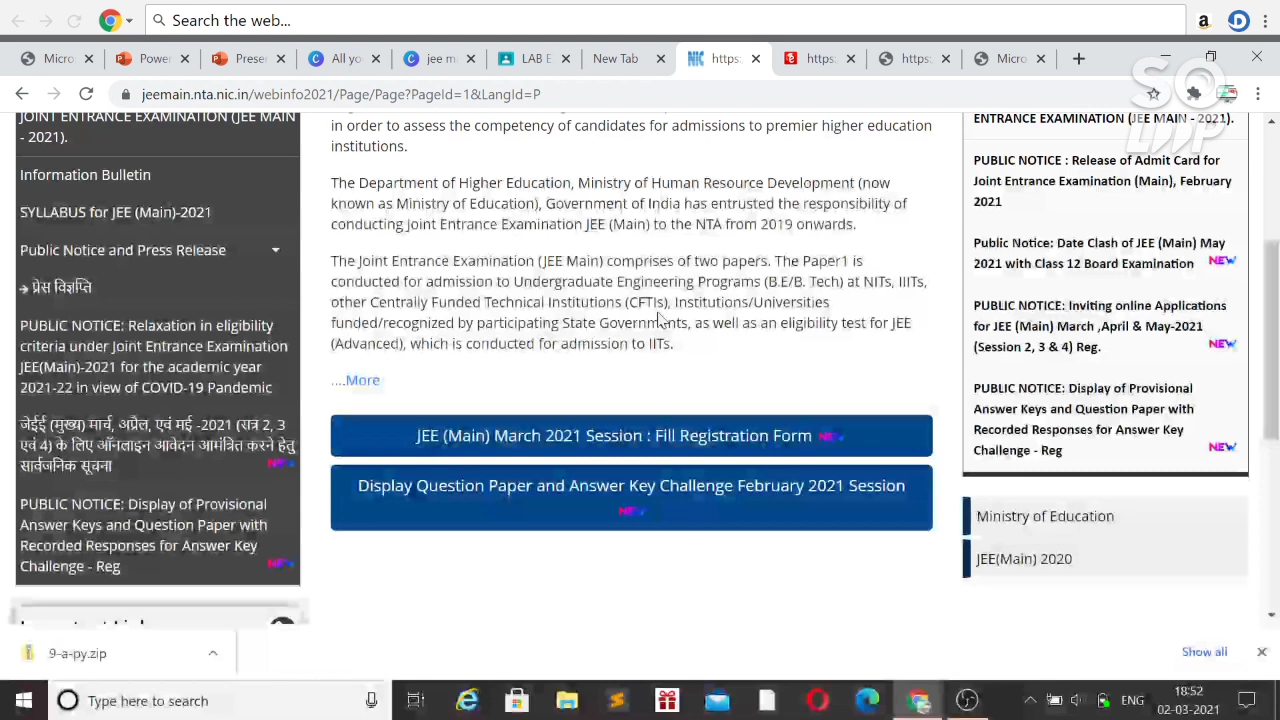 Search the web...
Micro
Power
Prese
All yo
jee m
LAB E
New Tab
NIC https:
https:
https:
Micro
jeemain.nta.nic.in/webinfo2021/Page/Page?PageId=1&LangId=P
JOINT ENTRANCE EXAMINATION (JEE MAIN
- 2021).
Information Bulletin
SYLLABUS for JEE (Main)-2021
Public Notice and Press Release
प्रेस विज्ञप्ति
PUBLIC NOTICE: Relaxation in eligibility
criteria under Joint Entrance Examination
JEE(Main)-2021 for the academic year
2021-22 in view of COVID-19 Pandemic
जेईई (मुख्य) मार्च, अप्रैल, एवं मई -2021 (सत्र 2, 3
एवं 4) के लिए ऑनलाइन आवेदन आमंत्रित करने हेतु
सार्वजनिक सूचना NEW
PUBLIC NOTICE: Display of Provisional
Answer Keys and Question Paper with
Recorded Responses for Answer Key
Challenge - Reg NEW
in order to assess the competency of candidates for admissions to premier higher education
institutions.
The Department of Higher Education, Ministry of Human Resource Development (now
known as Ministry of Education), Government of India has entrusted the responsibility of
conducting Joint Entrance Examination JEE (Main) to the NTA from 2019 onwards.
The Joint Entrance Examination (JEE Main) comprises of two papers. The Paper1 is
conducted for admission to Undergraduate Engineering Programs (B.E/B. Tech) at NITs, IIITs,
other Centrally Funded Technical Institutions (CFTIs), Institutions/Universities
funded/recognized by participating State Governments, as well as an eligibility test for JEE
(Advanced), which is conducted for admission to IITs.
....More
JEE (Main) March 2021 Session : Fill Registration Form NEW
Display Question Paper and Answer Key Challenge February 2021 Session
NEW
ENTRANCE EXAMINATION (JEE MAIN - 2021).
PUBLIC NOTICE : Release of Admit Card for
Joint Entrance Examination (Main), February
2021
Public Notice: Date Clash of JEE (Main) May
2021 with Class 12 Board Examination NEW
PUBLIC NOTICE: Inviting online Applications
for JEE (Main) March ,April & May-2021
(Session 2, 3 & 4) Reg. NEW
PUBLIC NOTICE: Display of Provisional
Answer Keys and Question Paper with
Recorded Responses for Answer Key
Challenge - Reg NEW
Ministry of Education
JEE(Main) 2020
9-a-py.zip
Show all
Type here to search
ENG
18:52
02-03-2021